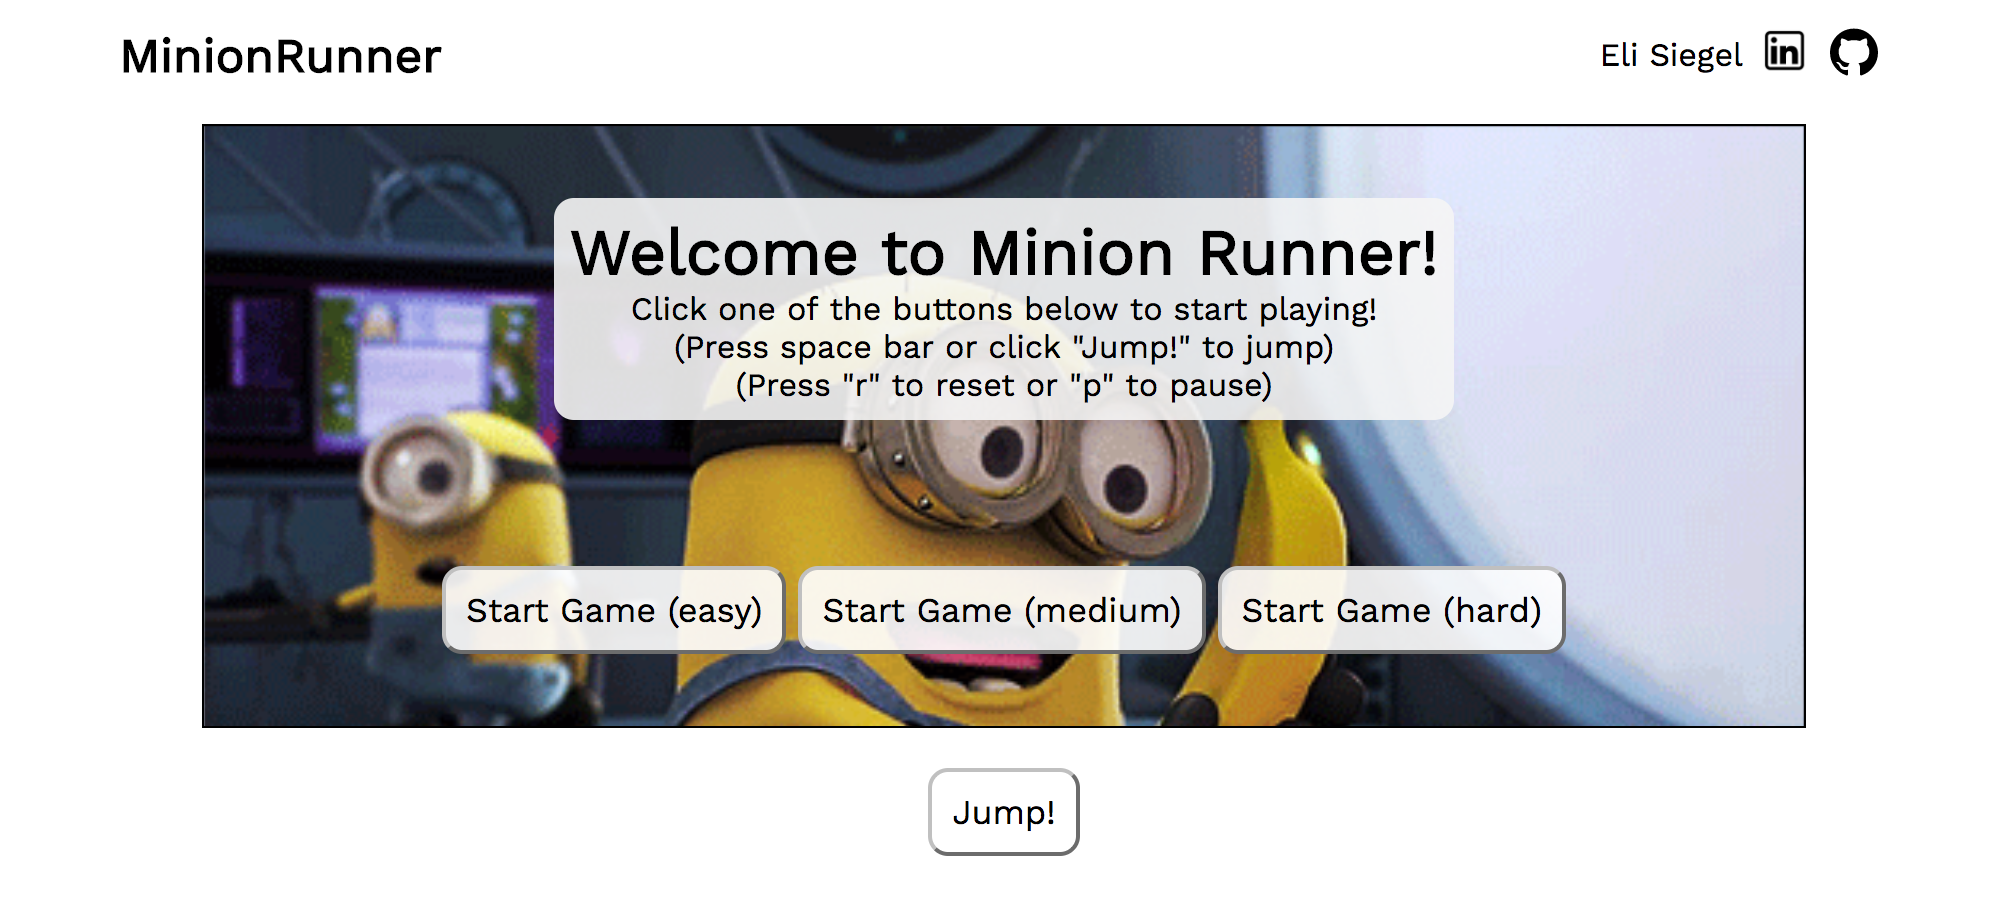 MinionRunner
Eli Siegel
in
Welcome to Minion Runner!
Click one of the buttons below to start playing!
(Press space bar or click "Jump!" to jump)
(Press "r" to reset or "p" to pause)
Start Game (easy)
Start Game (medium)
Start Game (hard)
Jump!